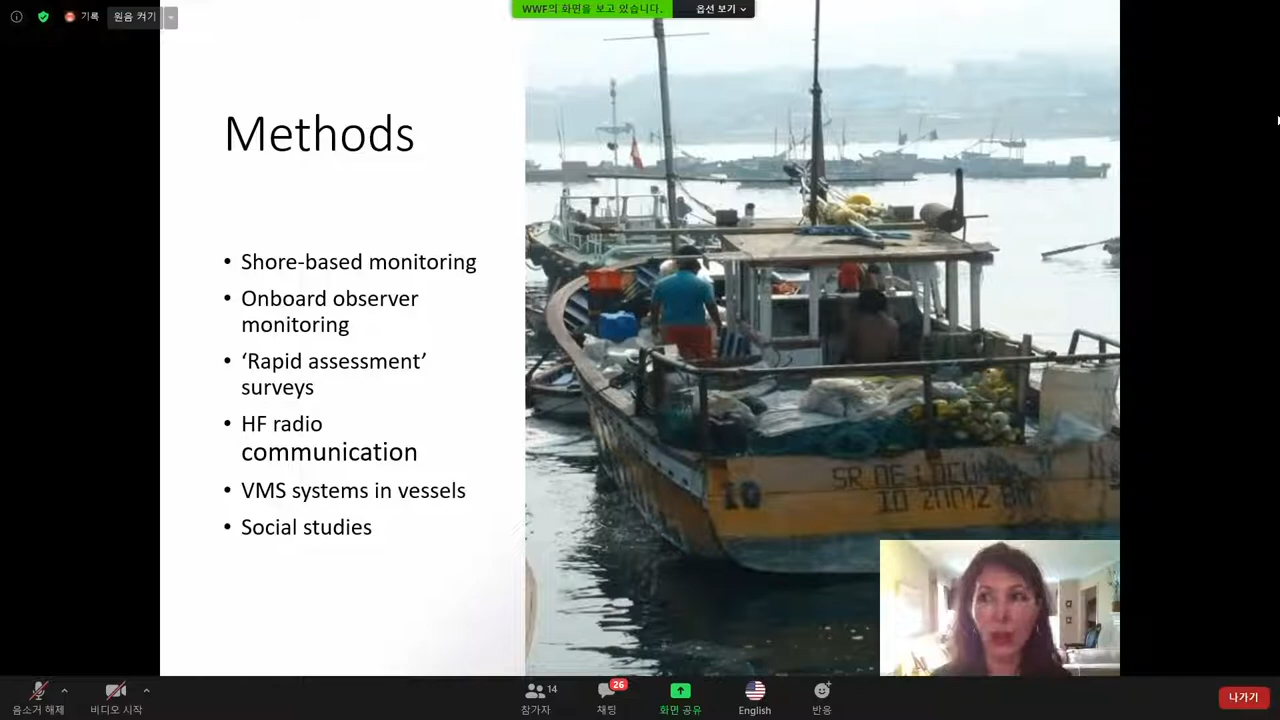 기록
원음 켜기
WWF의 화면을 보고 있습니다.
옵션 보기
Methods
• Shore-based monitoring
• Onboard observer
monitoring
• ‘Rapid assessment’
surveys
• HF radio
communication
• VMS systems in vessels
• Social studies
SR DE
10
음소거 해제
비디오 시작
14
참가자
26
채팅
화면 공유
English
반응
나가기